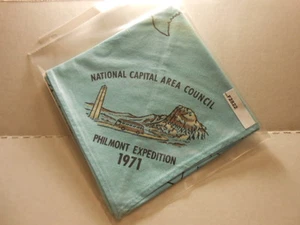 NATIONAL CAPITAL AREA COUNCIL
PHILMONT EXPEDITION
1971